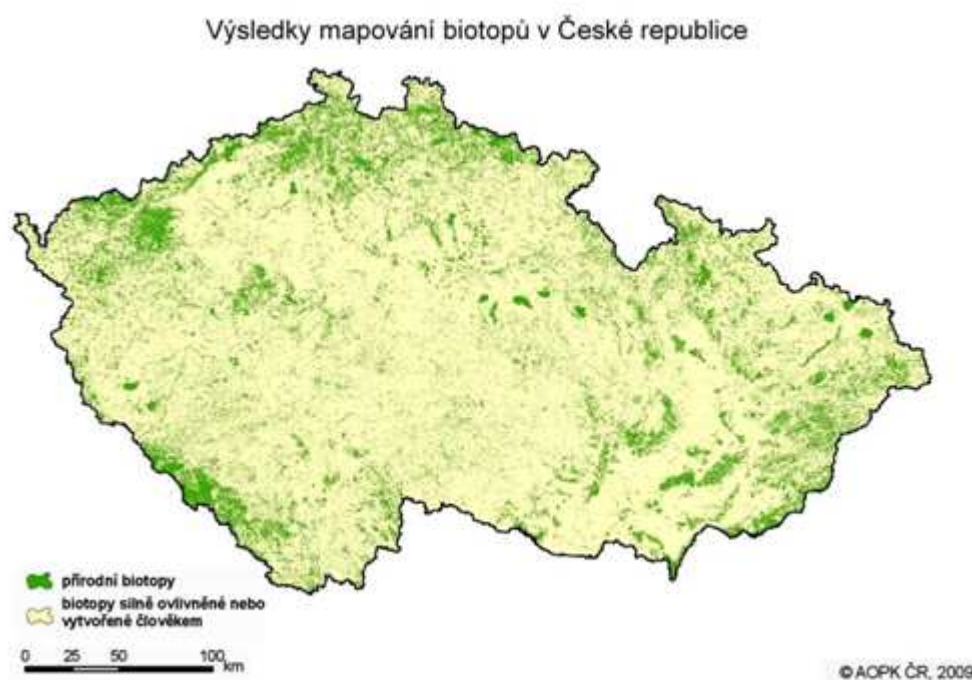 Výsledky mapování biotopů v České republice
přírodní biotopy
biotopy silně ovlivněné nebo
vytvořené člověkem
0 25 50 100
km
© AOPK ČR, 2009